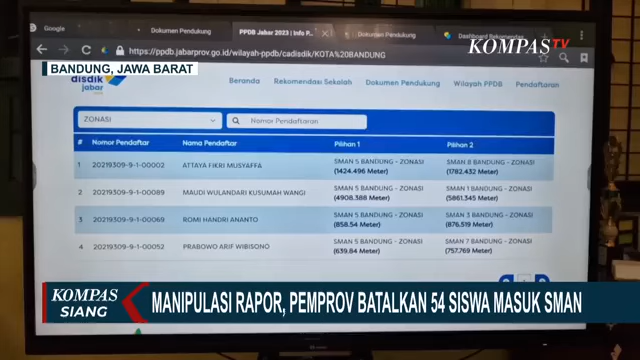 Google
Dokumen Pendukung
PPDB Jabar 2023 | Info P...
Dokumen Pendukung
Dashboard Rekomendas
KOMPAS TV
https://ppdb.jabarprov.go.id/wilayah-ppdb/cadisdik/KOTA%20BANDUNG
BANDUNG, JAWA BARAT
disdik
jabar
Beranda Rekomendasi Sekolah Dokumen Pendukung Wilayah PPDB Pendaftaran
ZONASI
Nomor Pendaftaran
# Nomor Pendaftar Nama Pendaftar Pilihan 1 Pilihan 2
1 20219309-9-1-00002 ATTAYA FIKRI MUSYAFFA SMAN 5 BANDUNG - ZONASI SMAN 8 BANDUNG - ZONASI
(1424.496 Meter) (1782.432 Meter)
2 20219309-9-1-00089 MAUDI WULANDARI KUSUMAH WANGI SMAN 5 BANDUNG - ZONASI SMAN 1 BANDUNG - ZONASI
(4908.388 Meter) (5861.345 Meter)
3 20219309-9-1-00069 ROMI HANDRI ANANTO SMAN 5 BANDUNG - ZONASI SMAN 3 BANDUNG - ZONASI
(858.54 Meter) (876.519 Meter)
4 20219309-9-1-00052 PRABOWO ARIF WIBISONO SMAN 5 BANDUNG - ZONASI SMAN 7 BANDUNG - ZONASI
(639.84 Meter) (757.769 Meter)
KOMPAS
SIANG
MANIPULASI RAPOR, PEMPROV BATALKAN 54 SISWA MASUK SMAN